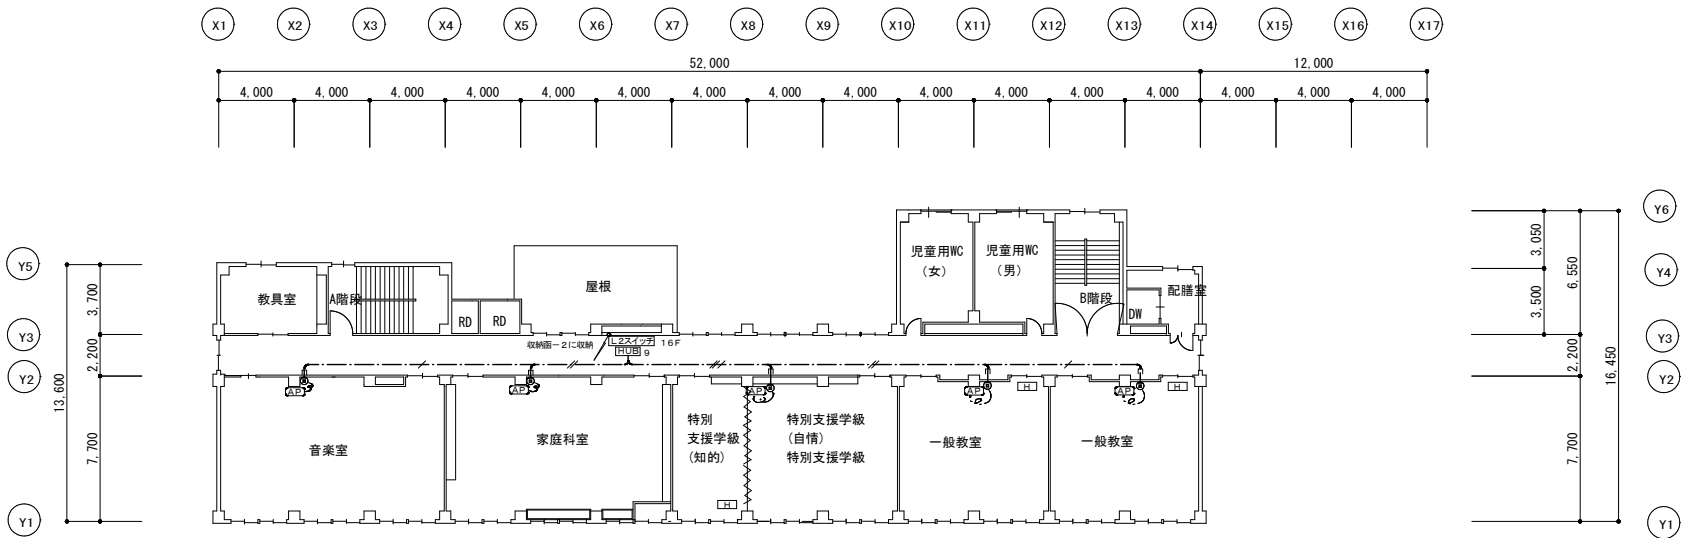 X1 X2 X3 X4 X5 X6 X7 X8 X9 X10 X11 X12 X13 X14 X15 X16 X17
52,000 12,000
4,000 4,000 4,000 4,000 4,000 4,000 4,000 4,000 4,000 4,000 4,000 4,000 4,000 4,000 4,000 4,000
Y5
Y3
Y2
Y1
3,700
2,200
7,700
13,600
Y6
Y4
Y3
Y2
Y1
3,050
3,500
6,550
2,200
7,700
16,450
教具室
A階段
RD
RD
屋根
児童用WC
(女)
児童用WC
(男)
B階段
配膳室
DW
収納函-2に収納
L2スイッチ 16F
HUB 9
AP
AP
AP
AP
AP
H
H
H
音楽室
家庭科室
特別
支援学級
(知的)
特別支援学級
(自情)
特別支援学級
一般教室
一般教室